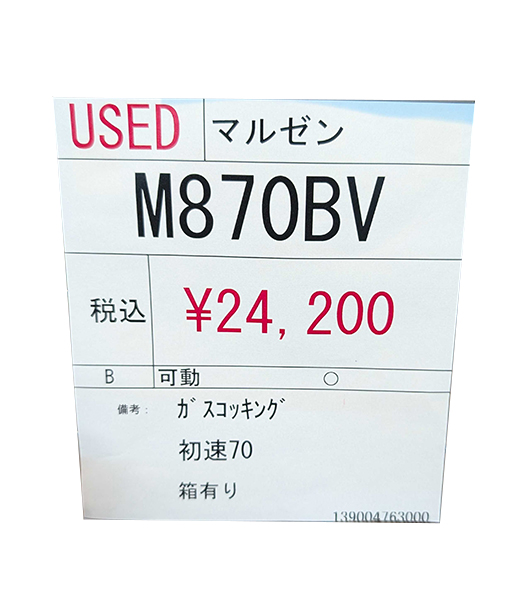 USED マルゼン
M870BV
税込 ¥24,200
B 可動 ○
備考: ｶﾞｽコッキングﾞ
初速70
箱有り
139004763000